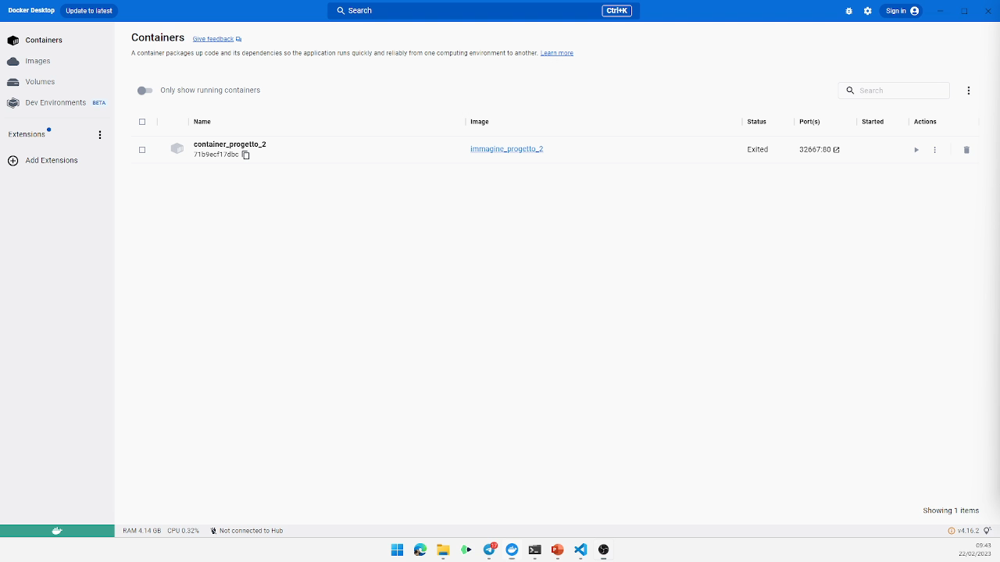 Docker Desktop Update to latest Search Ctrl+K Sign in
Containers
Images
Volumes
Dev Environments BETA
Extensions
Add Extensions
Containers Give feedback
A container packages up code and its dependencies so the application runs quickly and reliably from one computing environment to another. Learn more
Only show running containers Search
Name Image Status Port(s) Started Actions
container_progetto_2 immagine_progetto_2 Exited 32667:80
71b9ecf17dbc
Showing 1 items
RAM 4.14 GB CPU 0.32% Not connected to Hub v4.16.2
17
09:43
22/02/2023